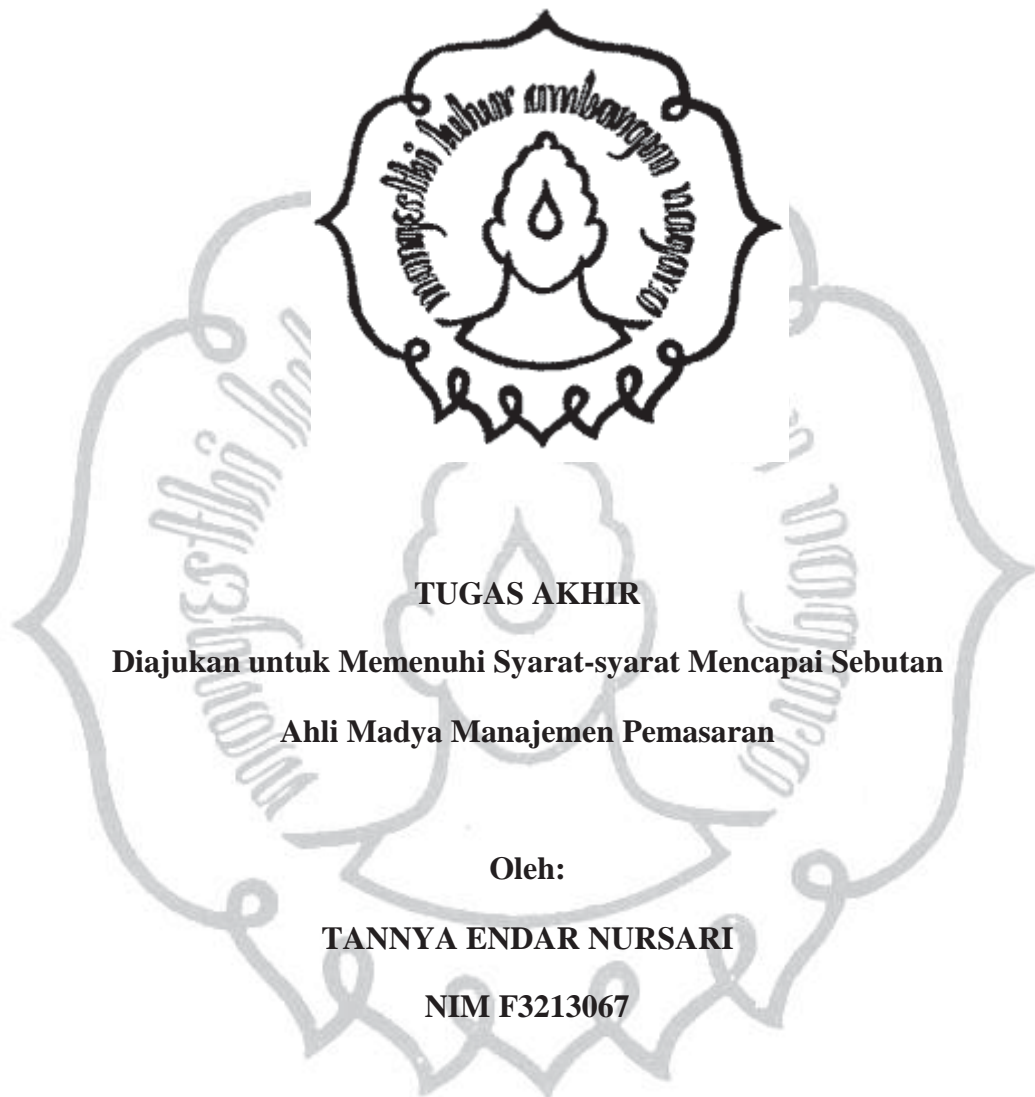 mangesthi luhur ambangun nagara
TUGAS AKHIR
Diajukan untuk Memenuhi Syarat-syarat Mencapai Sebutan
Ahli Madya Manajemen Pemasaran
Oleh:
TANNYA ENDAR NURSARI
NIM F3213067